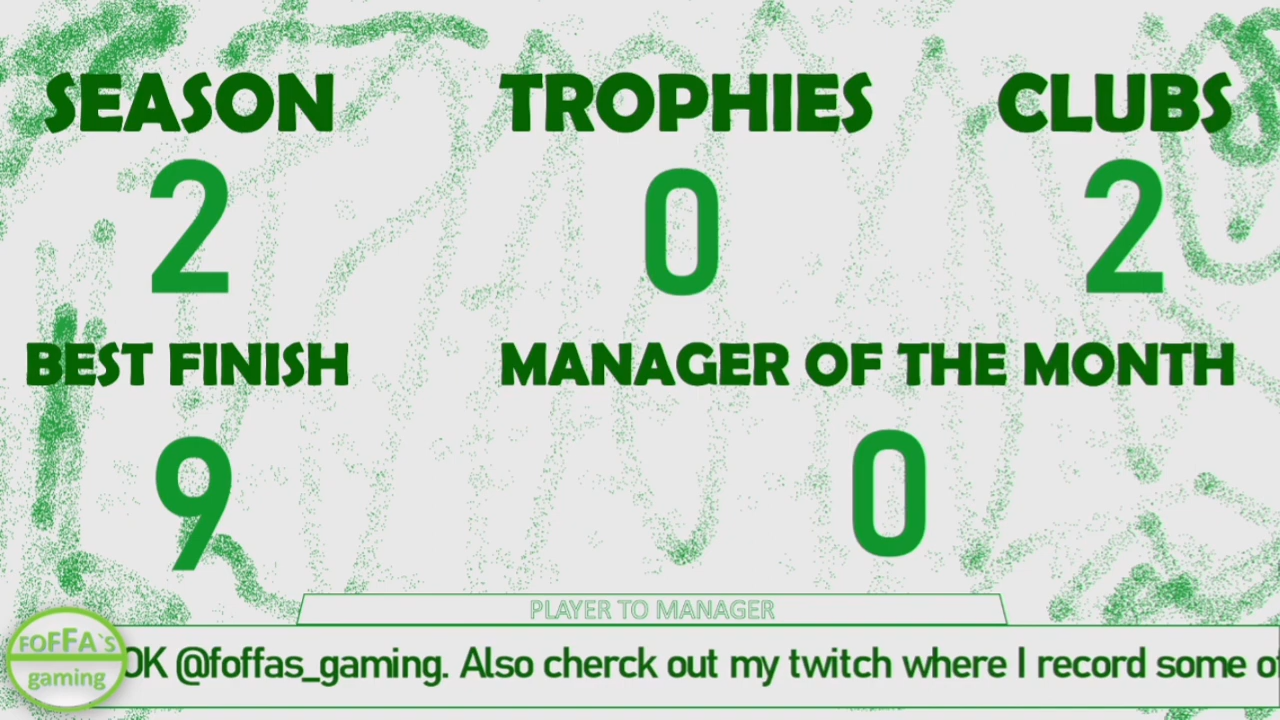 SEASON TROPHIES CLUBS
2 0 2
BEST FINISH MANAGER OF THE MONTH
9 0
PLAYER TO MANAGER
FOFFA`S
gaming
OK @foffas_gaming. Also cherck out my twitch where I record some of